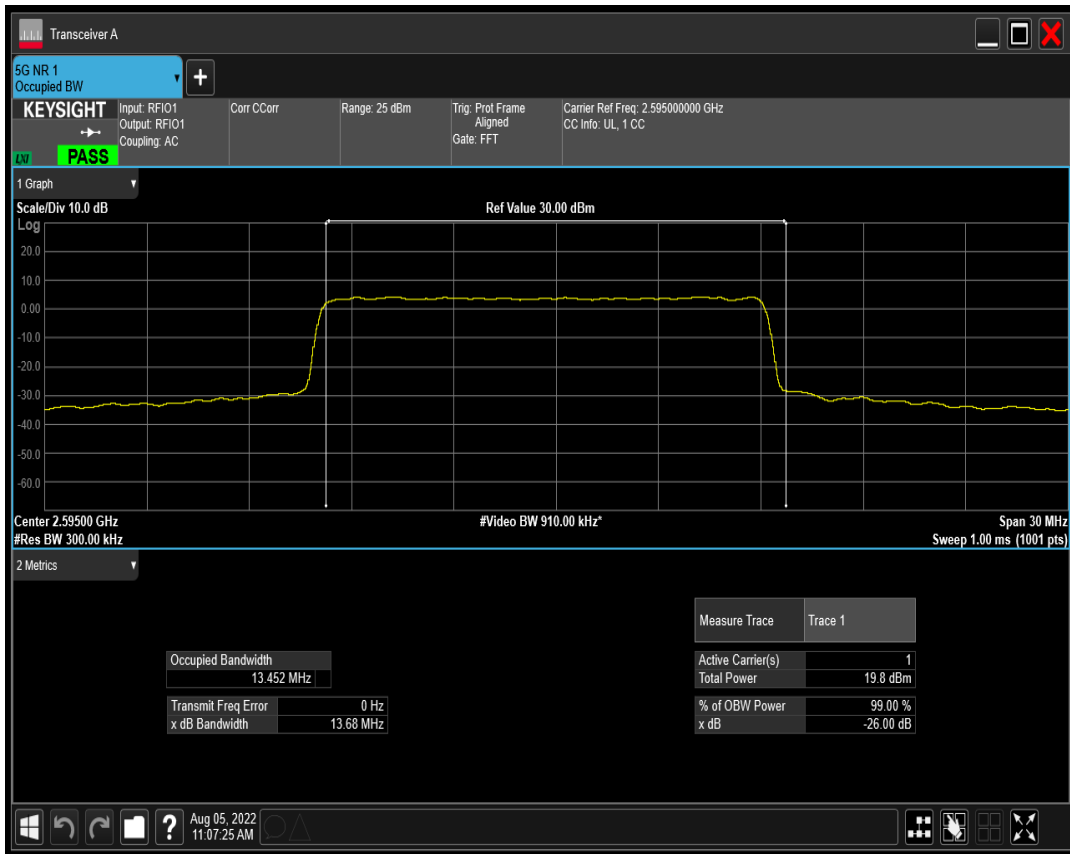 Transceiver A
5G NR 1
Occupied BW
+
KEYSIGHT
LXI
PASS
Input: RFIO1
Output: RFIO1
Coupling: AC
Corr CCorr
Range: 25 dBm
Trig: Prot Frame
Aligned
Gate: FFT
Carrier Ref Freq: 2.595000000 GHz
CC Info: UL, 1 CC
1 Graph
Scale/Div 10.0 dB
Ref Value 30.00 dBm
Log
20.0
10.0
0.00
-10.0
-20.0
-30.0
-40.0
-50.0
-60.0
Center 2.59500 GHz
#Video BW 910.00 kHz*
Span 30 MHz
#Res BW 300.00 kHz
Sweep 1.00 ms (1001 pts)
2 Metrics
Measure Trace Trace 1
Occupied Bandwidth
13.452 MHz
Active Carrier(s) 1
Total Power 19.8 dBm
Transmit Freq Error 0 Hz
x dB Bandwidth 13.68 MHz
% of OBW Power 99.00 %
x dB -26.00 dB
?
Aug 05, 2022
11:07:25 AM